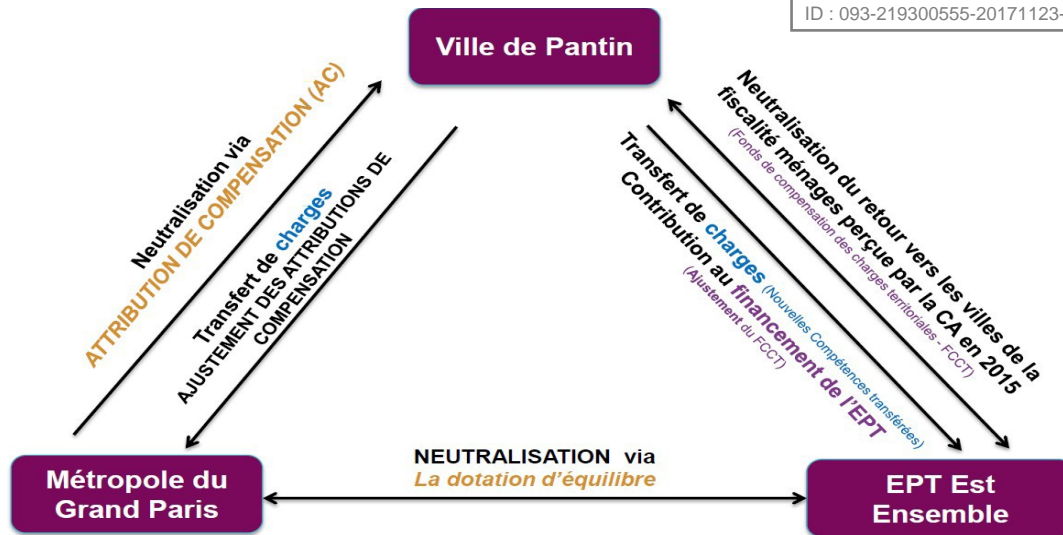 ID : 093-219300555-20171123-
Ville de Pantin
Neutralisation via
ATTRIBUTION DE COMPENSATION (AC)
Transfert de charges
AJUSTEMENT DES ATTRIBUTIONS DE
COMPENSATION
Neutralisation du retour vers les villes de la
fiscalité ménages perçue par la CA en 2015
(Fonds de compensation des charges territoriales - FCCT)
Transfert de charges (Nouvelles Compétences transférées)
Contribution au financement de l'EPT
(Ajustement du FCCT)
Métropole du
Grand Paris
NEUTRALISATION via
La dotation d'équilibre
EPT Est
Ensemble